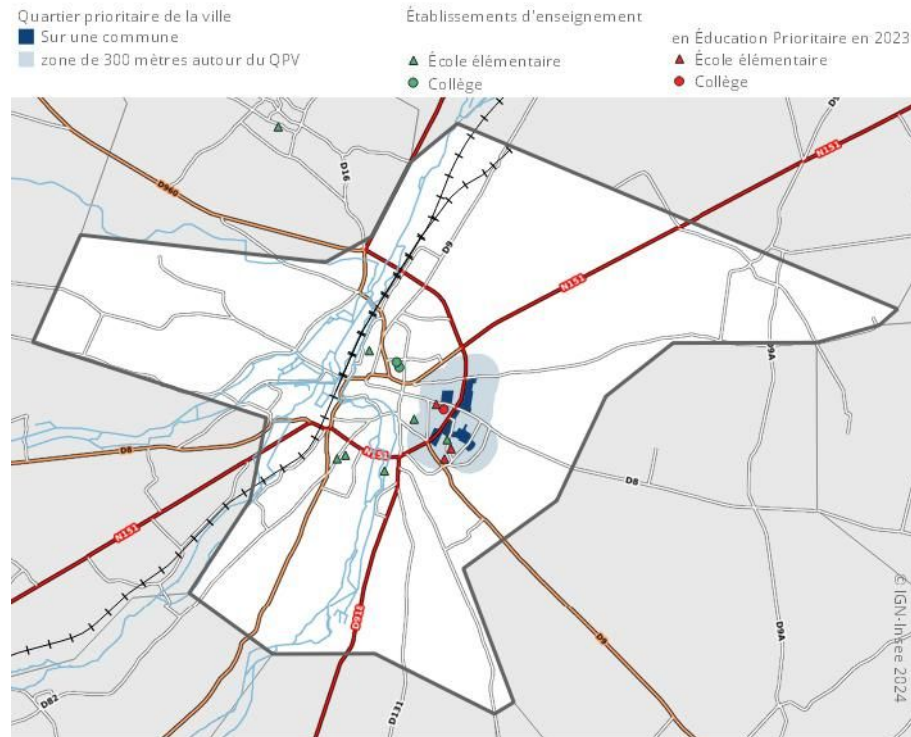 Quartier prioritaire de la ville
Sur une commune
zone de 300 mètres autour du QPV
Établissements d'enseignement
École élémentaire
Collège
en Éducation Prioritaire en 2023
École élémentaire
Collège
D16
D960
D9
N151
N151
D9A
D8
N151
N151
D8
D918
D9
D9A
D82
D131
© IGN-Insee 2024